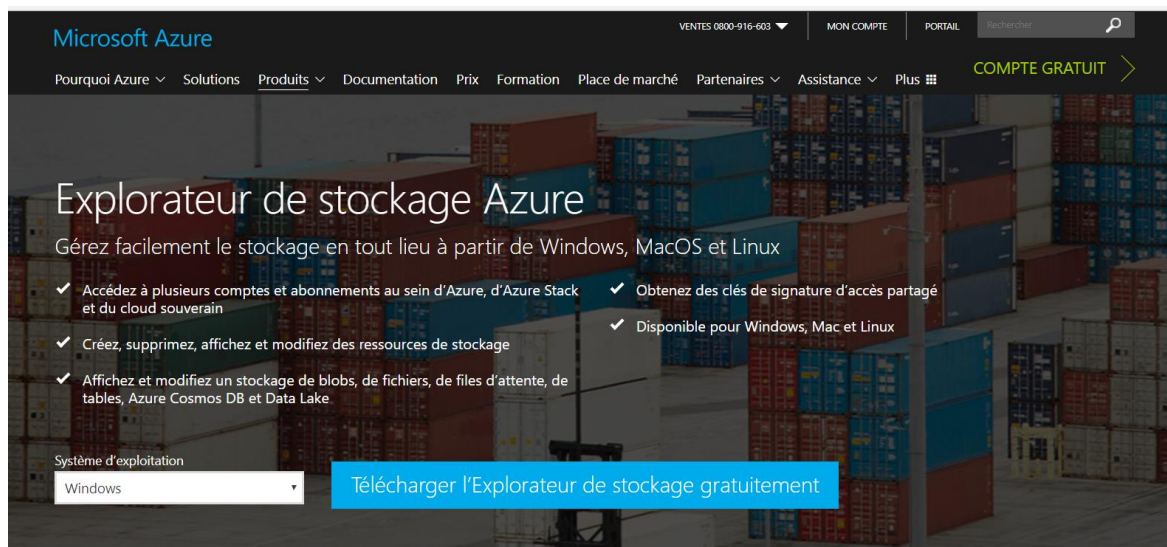 Microsoft Azure
VENTES 0800-916-603
MON COMPTE
PORTAIL
Rechercher
Pourquoi Azure
Solutions
Produits
Documentation
Prix
Formation
Place de marché
Partenaires
Assistance
Plus
COMPTE GRATUIT
Explorateur de stockage Azure
Gérez facilement le stockage en tout lieu à partir de Windows, MacOS et Linux
Accédez à plusieurs comptes et abonnements au sein d'Azure, d'Azure Stack
et du cloud souverain
Créez, supprimez, affichez et modifiez des ressources de stockage
Affichez et modifiez un stockage de blobs, de fichiers, de files d'attente, de
tables, Azure Cosmos DB et Data Lake
Obtenez des clés de signature d'accès partagé
Disponible pour Windows, Mac et Linux
Système d'exploitation
Windows
Télécharger l'Explorateur de stockage gratuitement